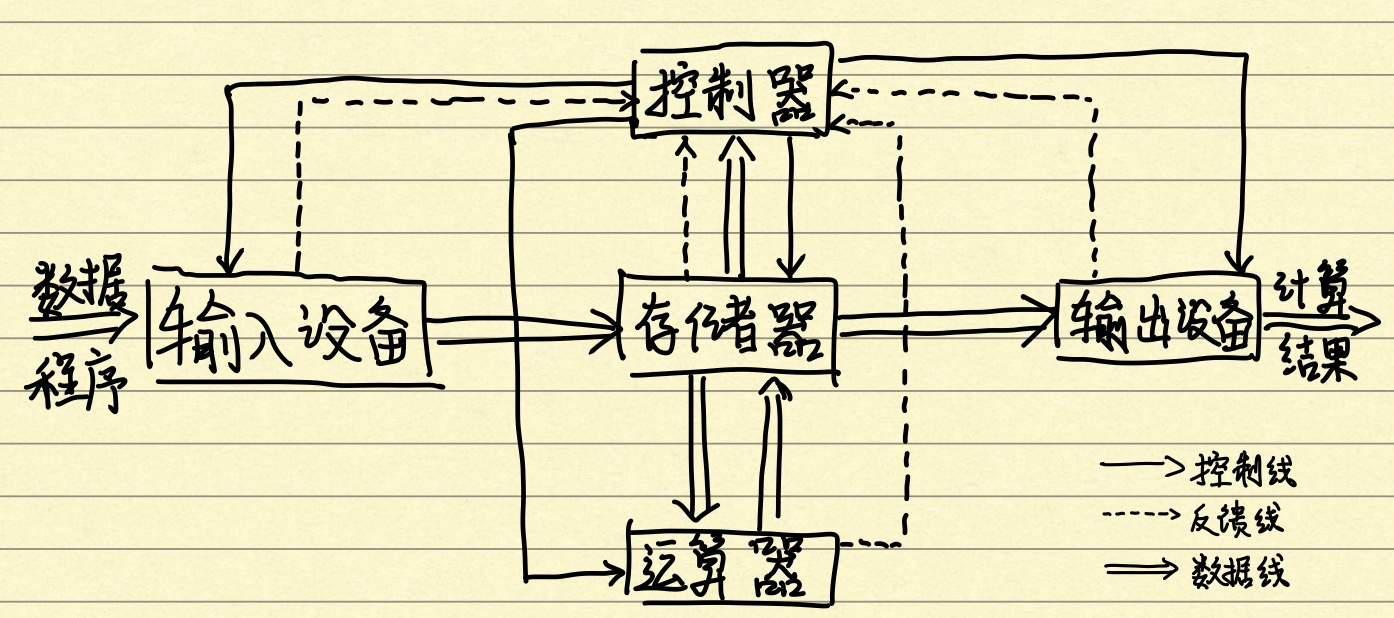 控制器
数据
程序
输入设备
存储器
输出设备
计算
结果
运算器
控制线
反馈线
数据线